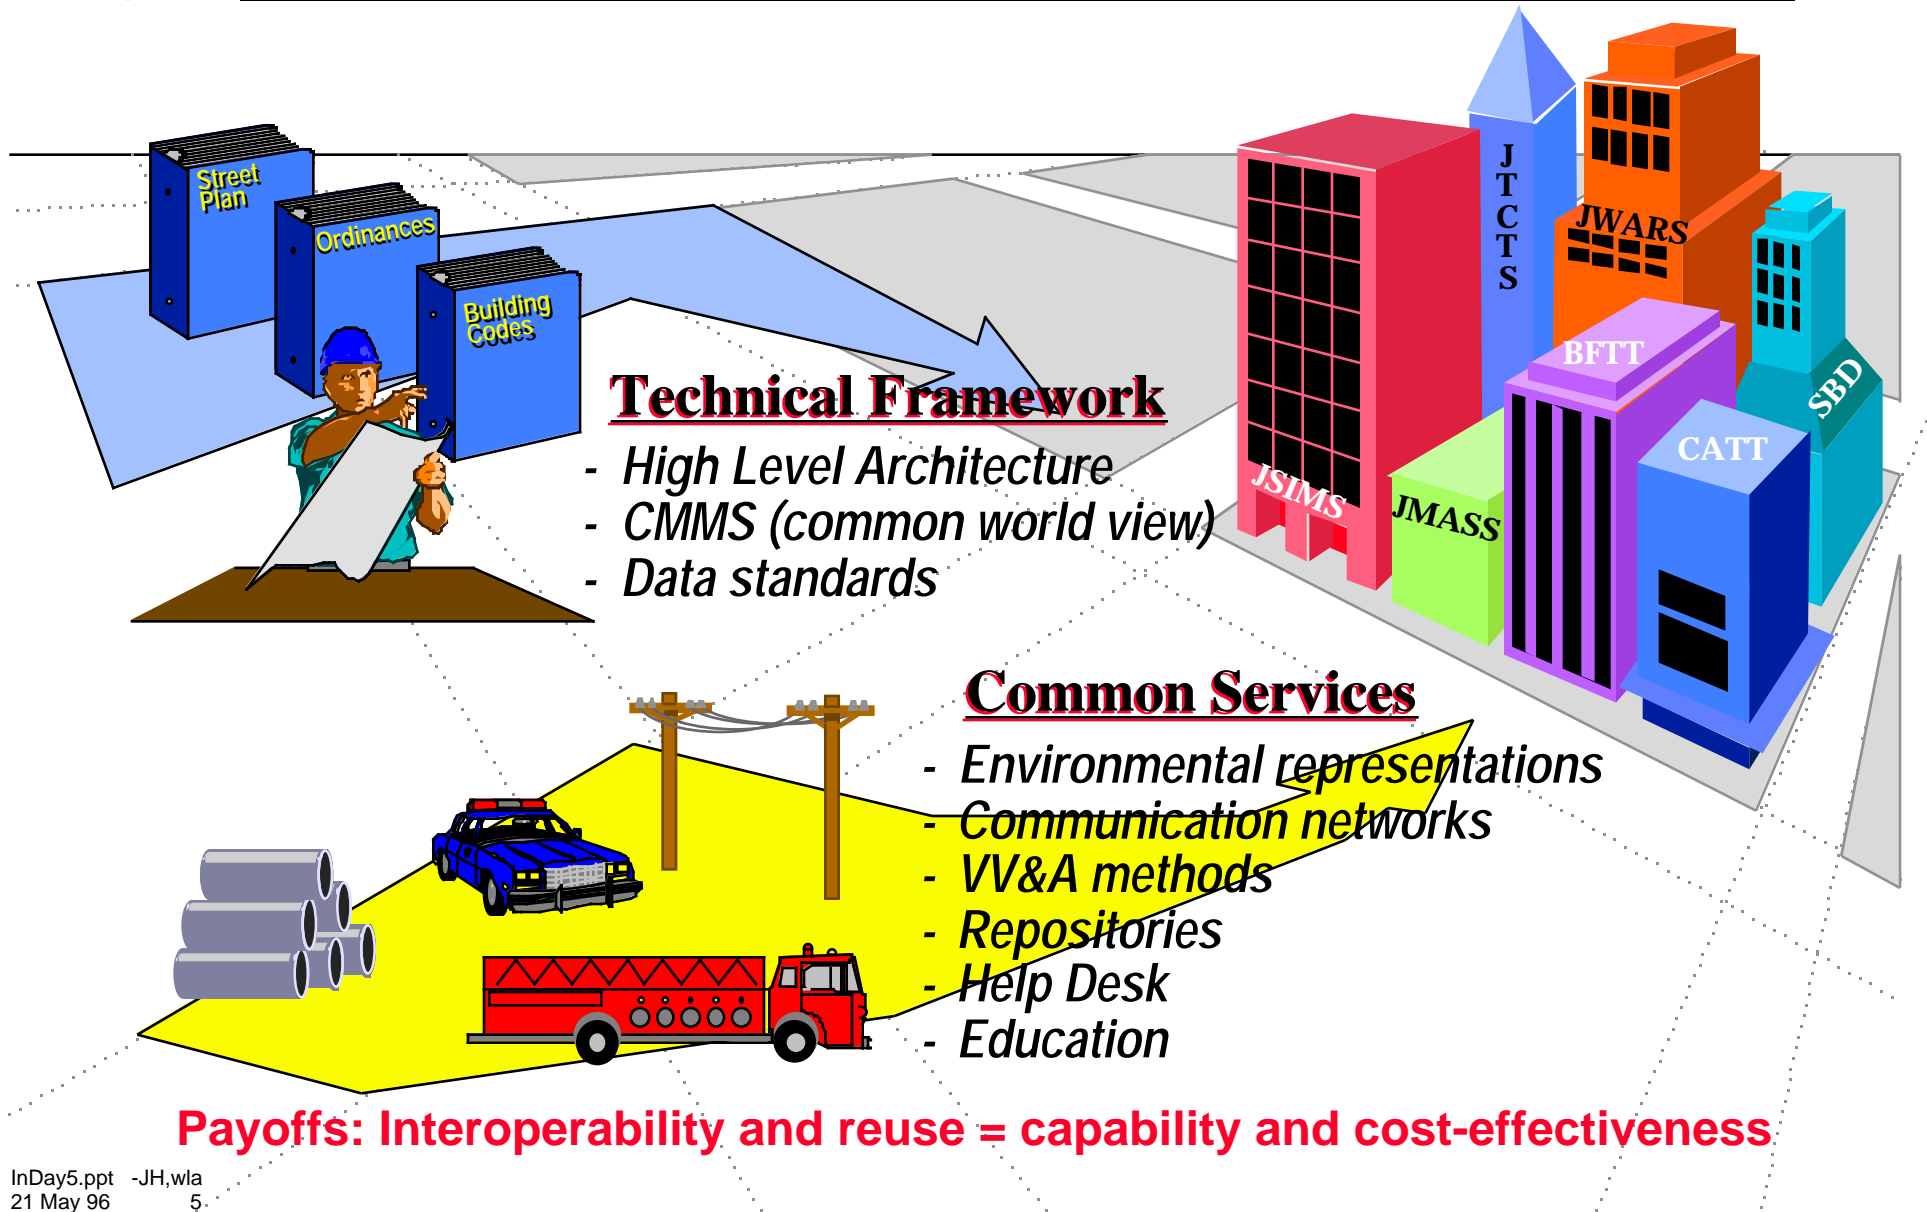 Street
Plan
Ordinances
Building
Codes
Technical Framework
- High Level Architecture
- CMMS (common world view)
- Data standards
JTCTS
JWARS
BFTT
SBD
CATT
JSIMS
JMASS
Common Services
- Environmental representations
- Communication networks
- VV&A methods
- Repositories
- Help Desk
- Education
Payoffs: Interoperability and reuse = capability and cost-effectiveness
InDay5.ppt -JH,wla
21 May 96 5